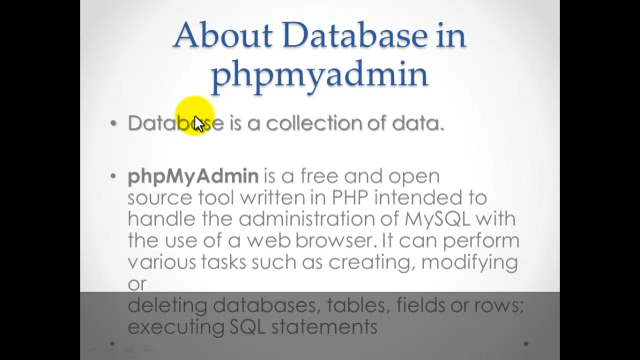 About Database in
phpmyadmin
• Database is a collection of data.
• phpMyAdmin is a free and open
source tool written in PHP intended to
handle the administration of MySQL with
the use of a web browser. It can perform
various tasks such as creating, modifying
or
deleting databases, tables, fields or rows;
executing SQL statements